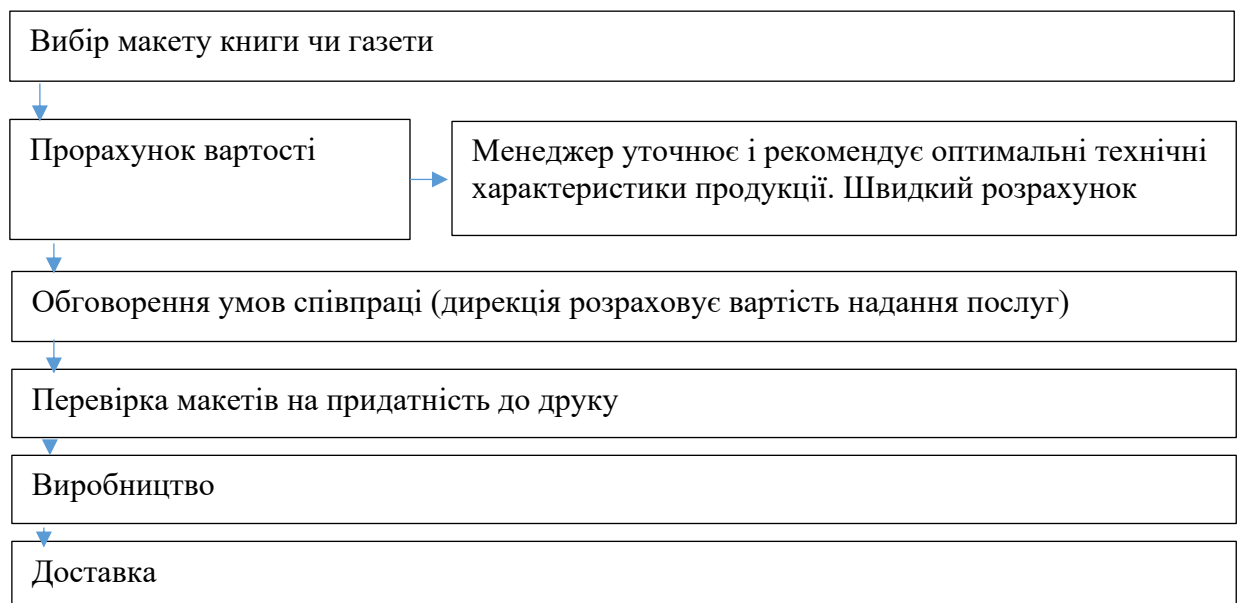 Вибір макету книги чи газети
Прорахунок вартості
Менеджер уточнює і рекомендує оптимальні технічні
характеристики продукції. Швидкий розрахунок
Обговорення умов співпраці (дирекція розраховує вартість надання послуг)
Перевірка макетів на придатність до друку
Виробництво
Доставка